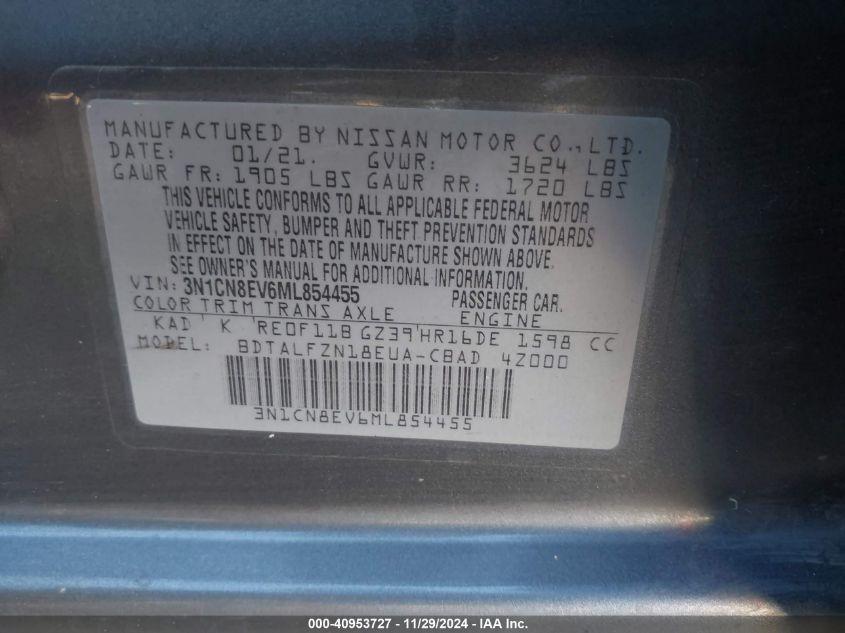 MANUFACTURED BY NISSAN MOTOR CO., LTD.
DATE: 01/21. GVWR: 3624 LBS
GAWR FR: 1905 LBS GAWR RR: 1720 LBS
THIS VEHICLE CONFORMS TO ALL APPLICABLE FEDERAL MOTOR
VEHICLE SAFETY, BUMPER AND THEFT PREVENTION STANDARDS
IN EFFECT ON THE DATE OF MANUFACTURE SHOWN ABOVE.
SEE OWNER'S MANUAL FOR ADDITIONAL INFORMATION.
VIN: 3N1CN8EV6ML854455 PASSENGER CAR.
COLOR TRIM TRANS AXLE ENGINE
KAD K RE0F11B GZ39 HR16DE 1598 CC
MODEL: BDTALFZN18EUA-CBAD 4Z000
3N1CN8EV6ML854455
000-40953727 - 11/29/2024 - IAA Inc.